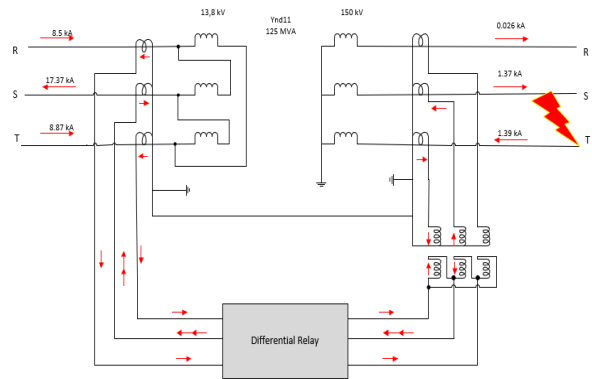 13,8 kV
Ynd11
125 MVA
150 kV
8.5 kA
0.026 kA
R
R
17.37 kA
1.37 kA
S
S
8.87 kA
1.39 kA
T
T
Differential Relay